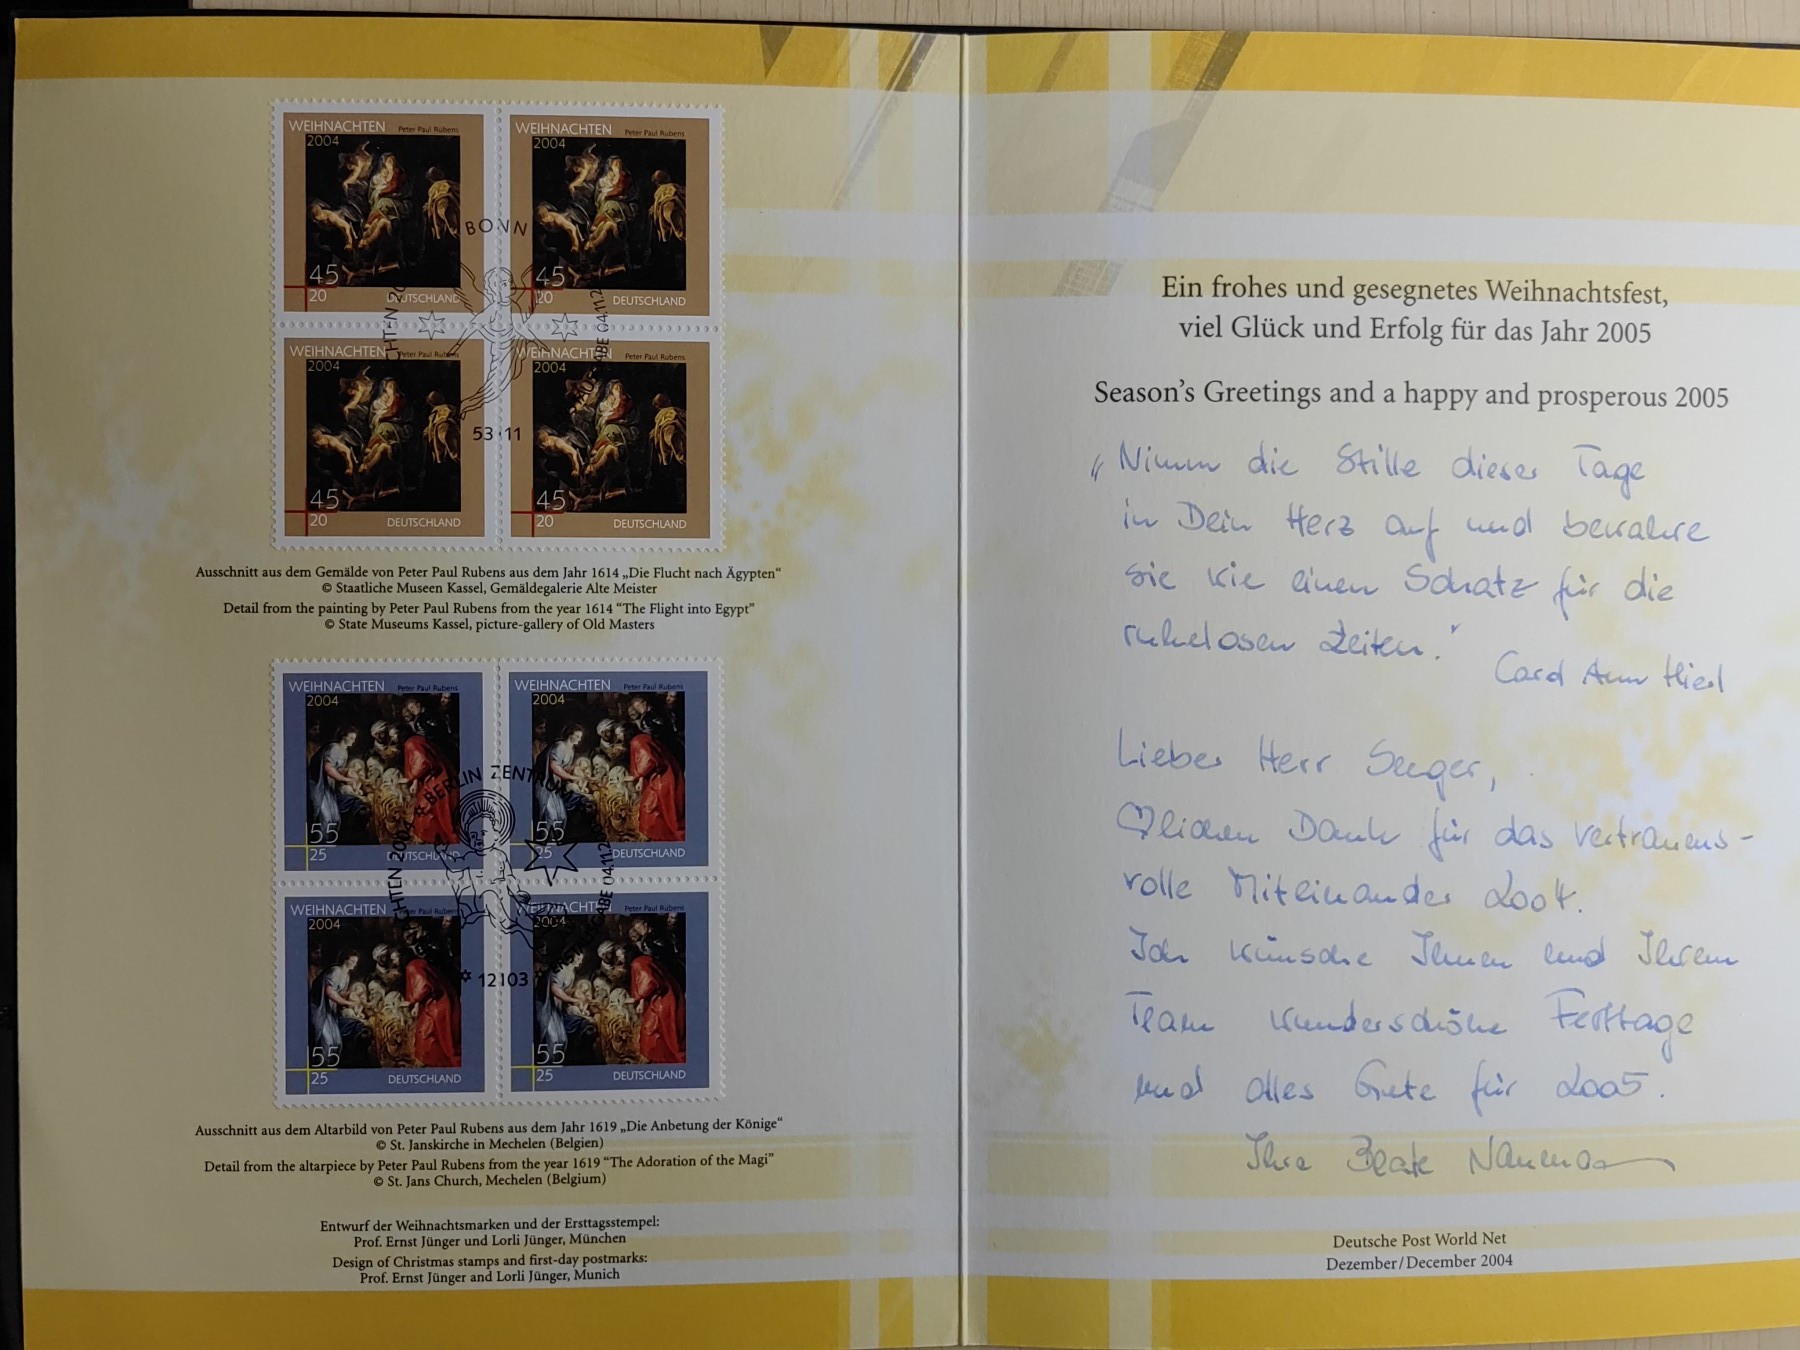 WEIHNACHTEN Peter Paul Rubens
2004
45
20 DEUTSCHLAND
WEIHNACHTEN Peter Paul Rubens
2004
45
20 DEUTSCHLAND
WEIHNACHTEN Peter Paul Rubens
2004
45
20 DEUTSCHLAND
WEIHNACHTEN Peter Paul Rubens
2004
45
20 DEUTSCHLAND
BONN
53111
Ausschnitt aus dem Gemälde von Peter Paul Rubens aus dem Jahr 1614 „Die Flucht nach Ägypten“
© Staatliche Museen Kassel, Gemäldegalerie Alte Meister
Detail from the painting by Peter Paul Rubens from the year 1614 “The Flight into Egypt”
© State Museums Kassel, picture-gallery of Old Masters
WEIHNACHTEN Peter Paul Rubens
2004
55
25 DEUTSCHLAND
WEIHNACHTEN Peter Paul Rubens
2004
55
25 DEUTSCHLAND
WEIHNACHTEN Peter Paul Rubens
2004
55
25 DEUTSCHLAND
WEIHNACHTEN Peter Paul Rubens
2004
55
25 DEUTSCHLAND
BERLIN ZENTRUM
12103
Ausschnitt aus dem Altarbild von Peter Paul Rubens aus dem Jahr 1619 „Die Anbetung der Könige“
© St. Janskirche in Mechelen (Belgien)
Detail from the altarpiece by Peter Paul Rubens from the year 1619 “The Adoration of the Magi”
© St. Jans Church, Mechelen (Belgium)
Entwurf der Weihnachtsmarken und der Ersttagsstempel:
Prof. Ernst Jünger und Lorli Jünger, München
Design of Christmas stamps and first-day postmarks:
Prof. Ernst Jünger and Lorli Jünger, Munich
Ein frohes und gesegnetes Weihnachtsfest,
viel Glück und Erfolg für das Jahr 2005
Season’s Greetings and a happy and prosperous 2005
„Nimm die Stille dieser Tage
in Dein Herz auf und bewahre
sie wie einen Schatz für die
ruhelosen Zeiten.“
Ann
Lieber Herr Seeger,
♡lichen Dank für das vertrauens-
volle Miteinander 2004.
Ich wünsche Ihnen und Ihrem
Team wunderschöne Festtage
und alles Gute für 2005.
Ihre Beate
Deutsche Post World Net
Dezember/December 2004